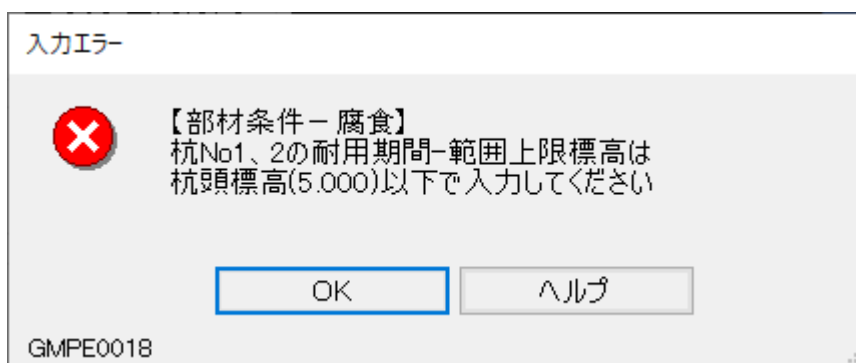 入力エラー
【部材条件－腐食】
杭No1、2の耐用期間-範囲上限標高は
杭頭標高(5.000)以下で入力してください
OK
ヘルプ
GMPE0018